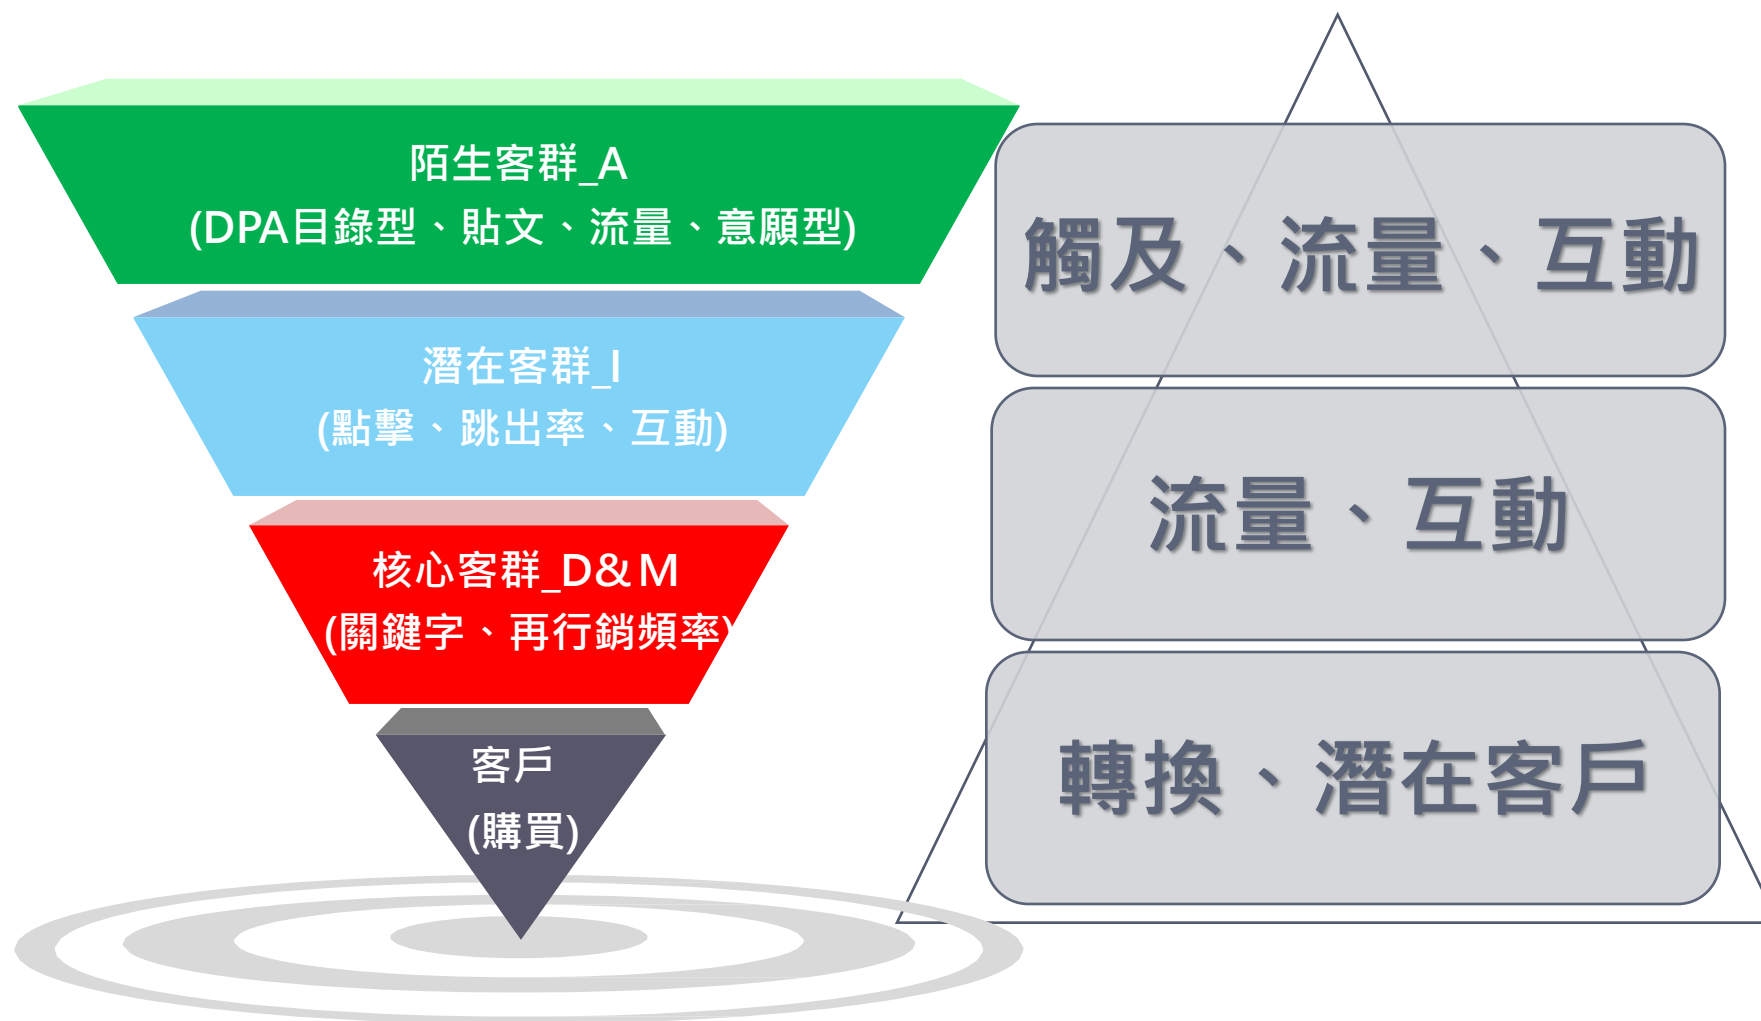 陌生客群_A
(DPA目錄型、貼文、流量、意願型)
潛在客群_I
(點擊、跳出率、互動)
核心客群_D&M
(關鍵字、再行銷頻率)
客戶
(購買)
觸及、流量、互動
流量、互動
轉換、潛在客戶